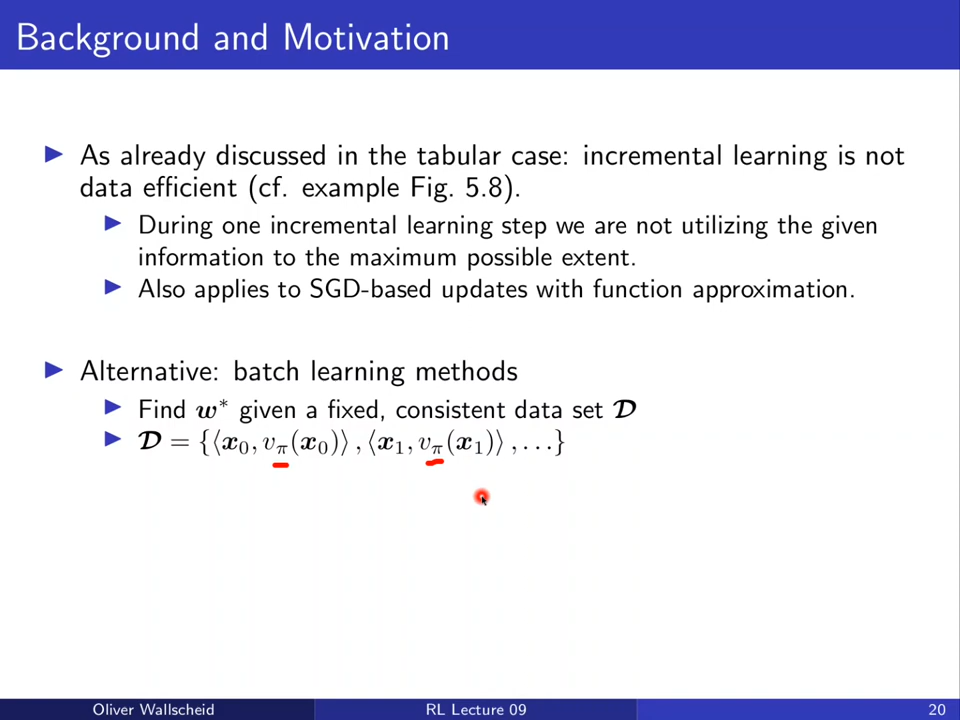 Background and Motivation
▶ As already discussed in the tabular case: incremental learning is not
data efficient (cf. example Fig. 5.8).
▶ During one incremental learning step we are not utilizing the given
information to the maximum possible extent.
▶ Also applies to SGD-based updates with function approximation.
▶ Alternative: batch learning methods
▶ Find w* given a fixed, consistent data set 𝓓
▶ 𝓓 = {⟨x₀, vπ(x₀)⟩, ⟨x₁, vπ(x₁)⟩, ...}
Oliver Wallscheid RL Lecture 09 20